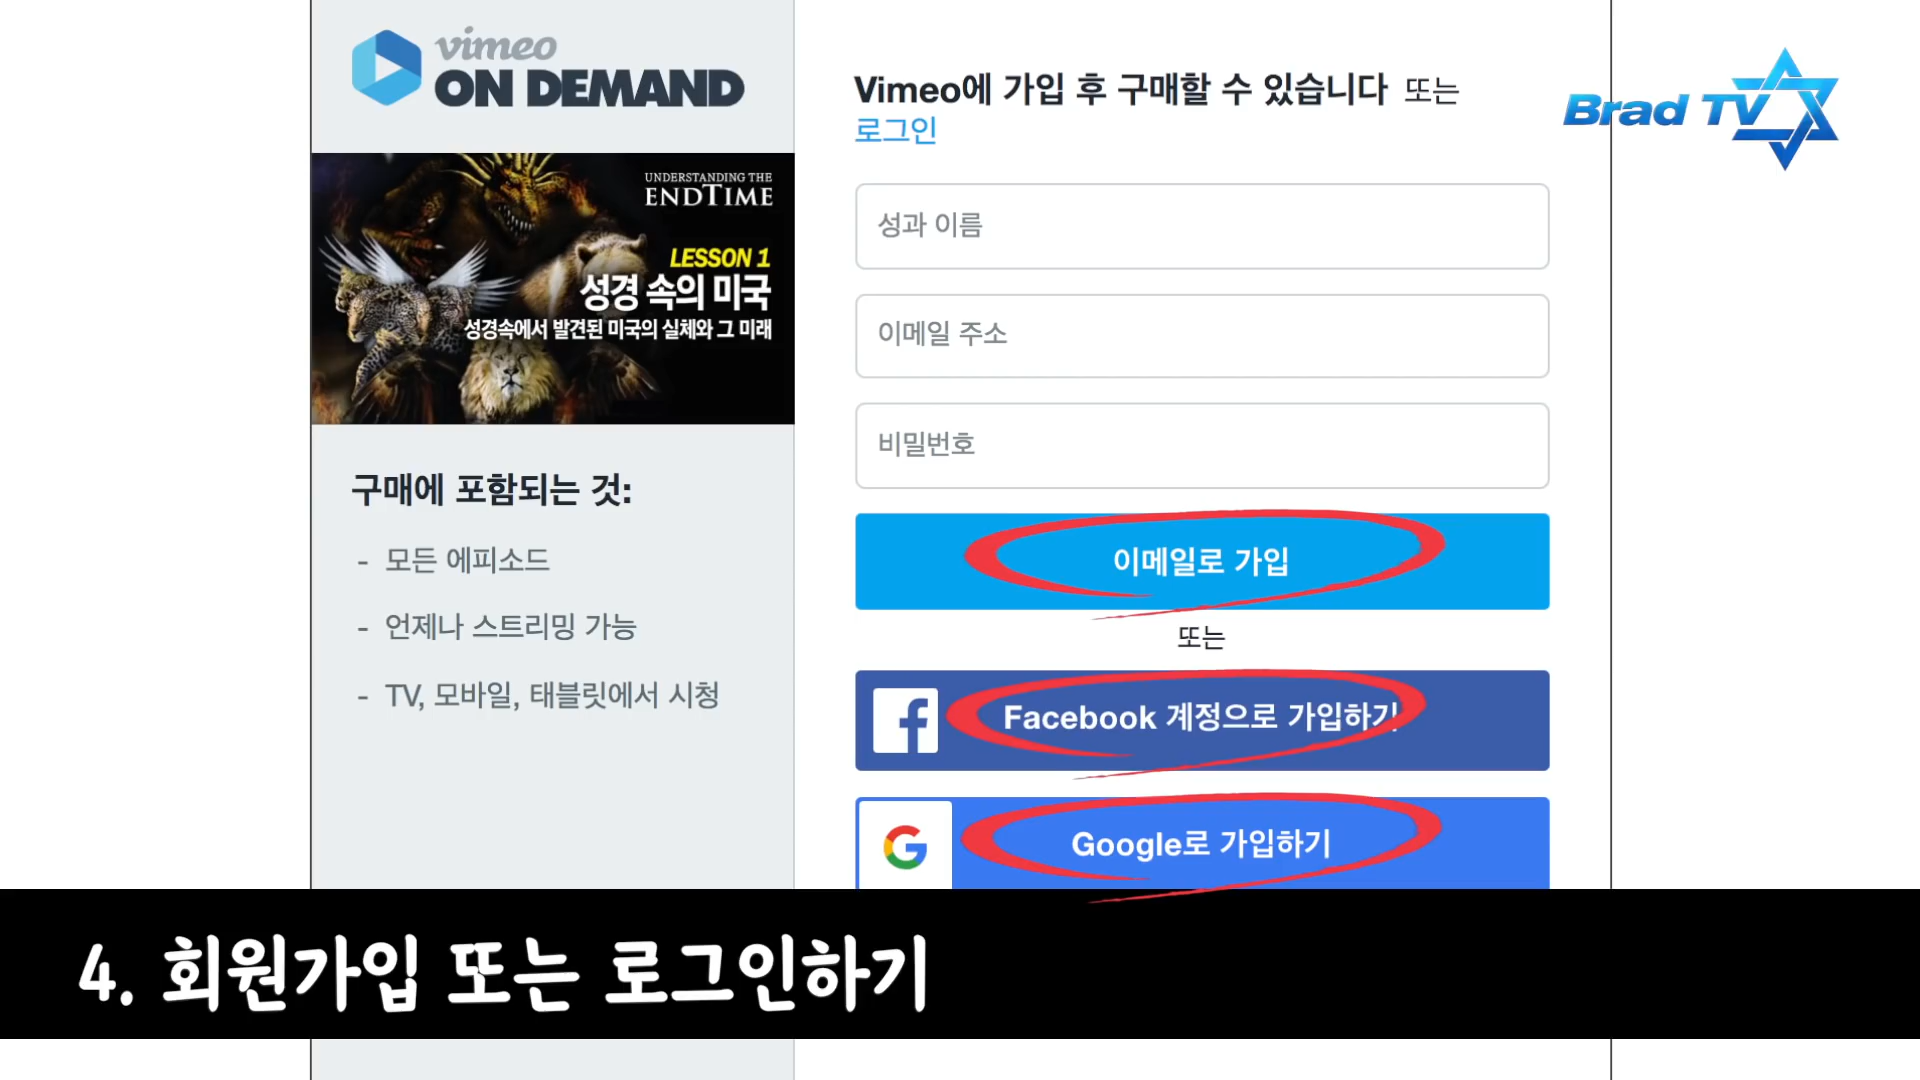 vimeo
ON DEMAND
UNDERSTANDING THE
ENDTIME
LESSON 1
성경 속의 미국
성경속에서 발견된 미국의 실체와 그 미래
구매에 포함되는 것:
- 모든 에피소드
- 언제나 스트리밍 가능
- TV, 모바일, 태블릿에서 시청
Vimeo에 가입 후 구매할 수 있습니다 또는
로그인
성과 이름
이메일 주소
비밀번호
이메일로 가입
또는
Facebook 계정으로 가입하기
Google로 가입하기
Brad TV
4. 회원가입 또는 로그인하기